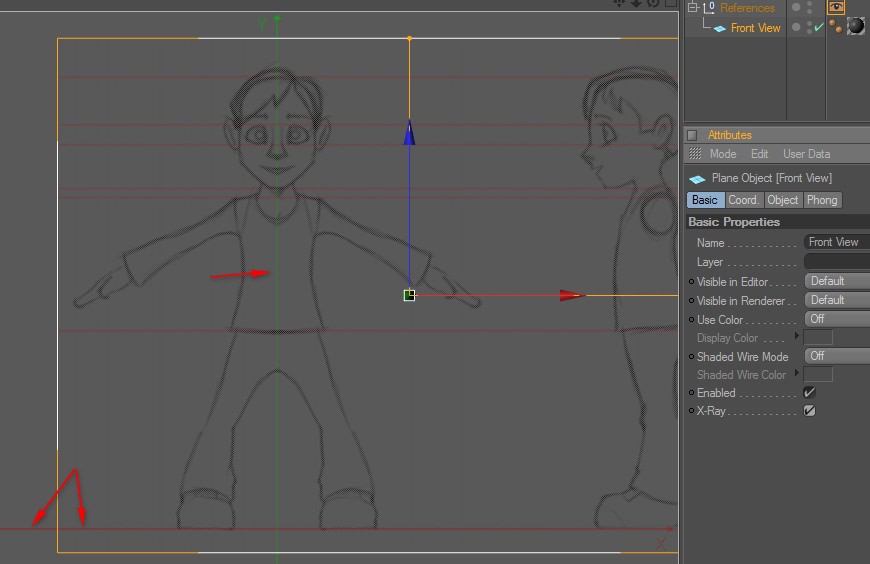 References
Front View
Y
Attributes
Mode Edit User Data
Plane Object [Front View]
Basic Coord. Object Phong
Basic Properties
Name . . . . . . . . . . . Front View
Layer . . . . . . . . . . .
Visible in Editor . . . . Default
Visible in Renderer . . Default
Use Color . . . . . . . . Off
Display Color . . . .
Shaded Wire Mode Off
Shaded Wire Color
Enabled . . . . . . . . .
X-Ray . . . . . . . . . . .
X